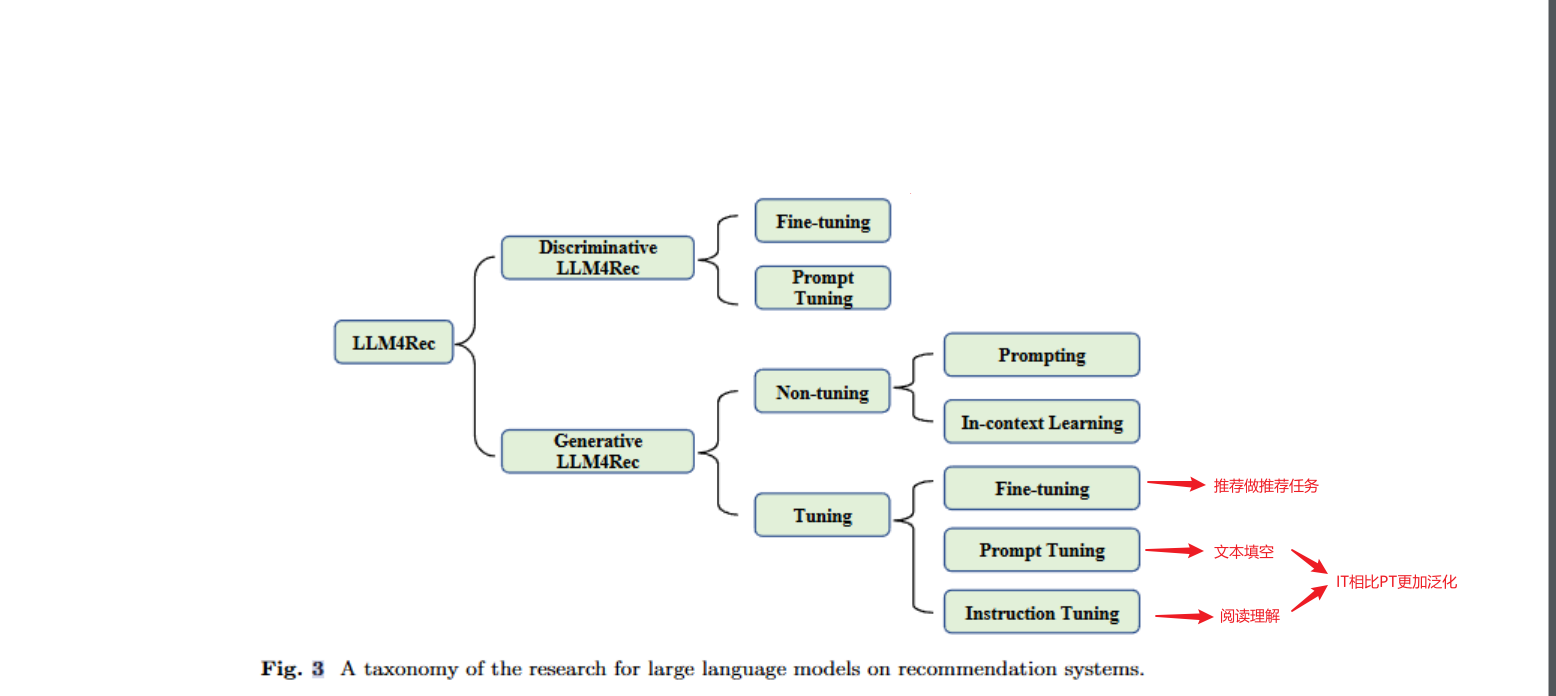 Fine-tuning
Discriminative
LLM4Rec
Prompt
Tuning
LLM4Rec
Prompting
Non-tuning
In-context Learning
Generative
LLM4Rec
Fine-tuning
推荐做推荐任务
Tuning
Prompt Tuning
文本填空
IT相比PT更加泛化
Instruction Tuning
阅读理解
Fig. 3 A taxonomy of the research for large language models on recommendation systems.